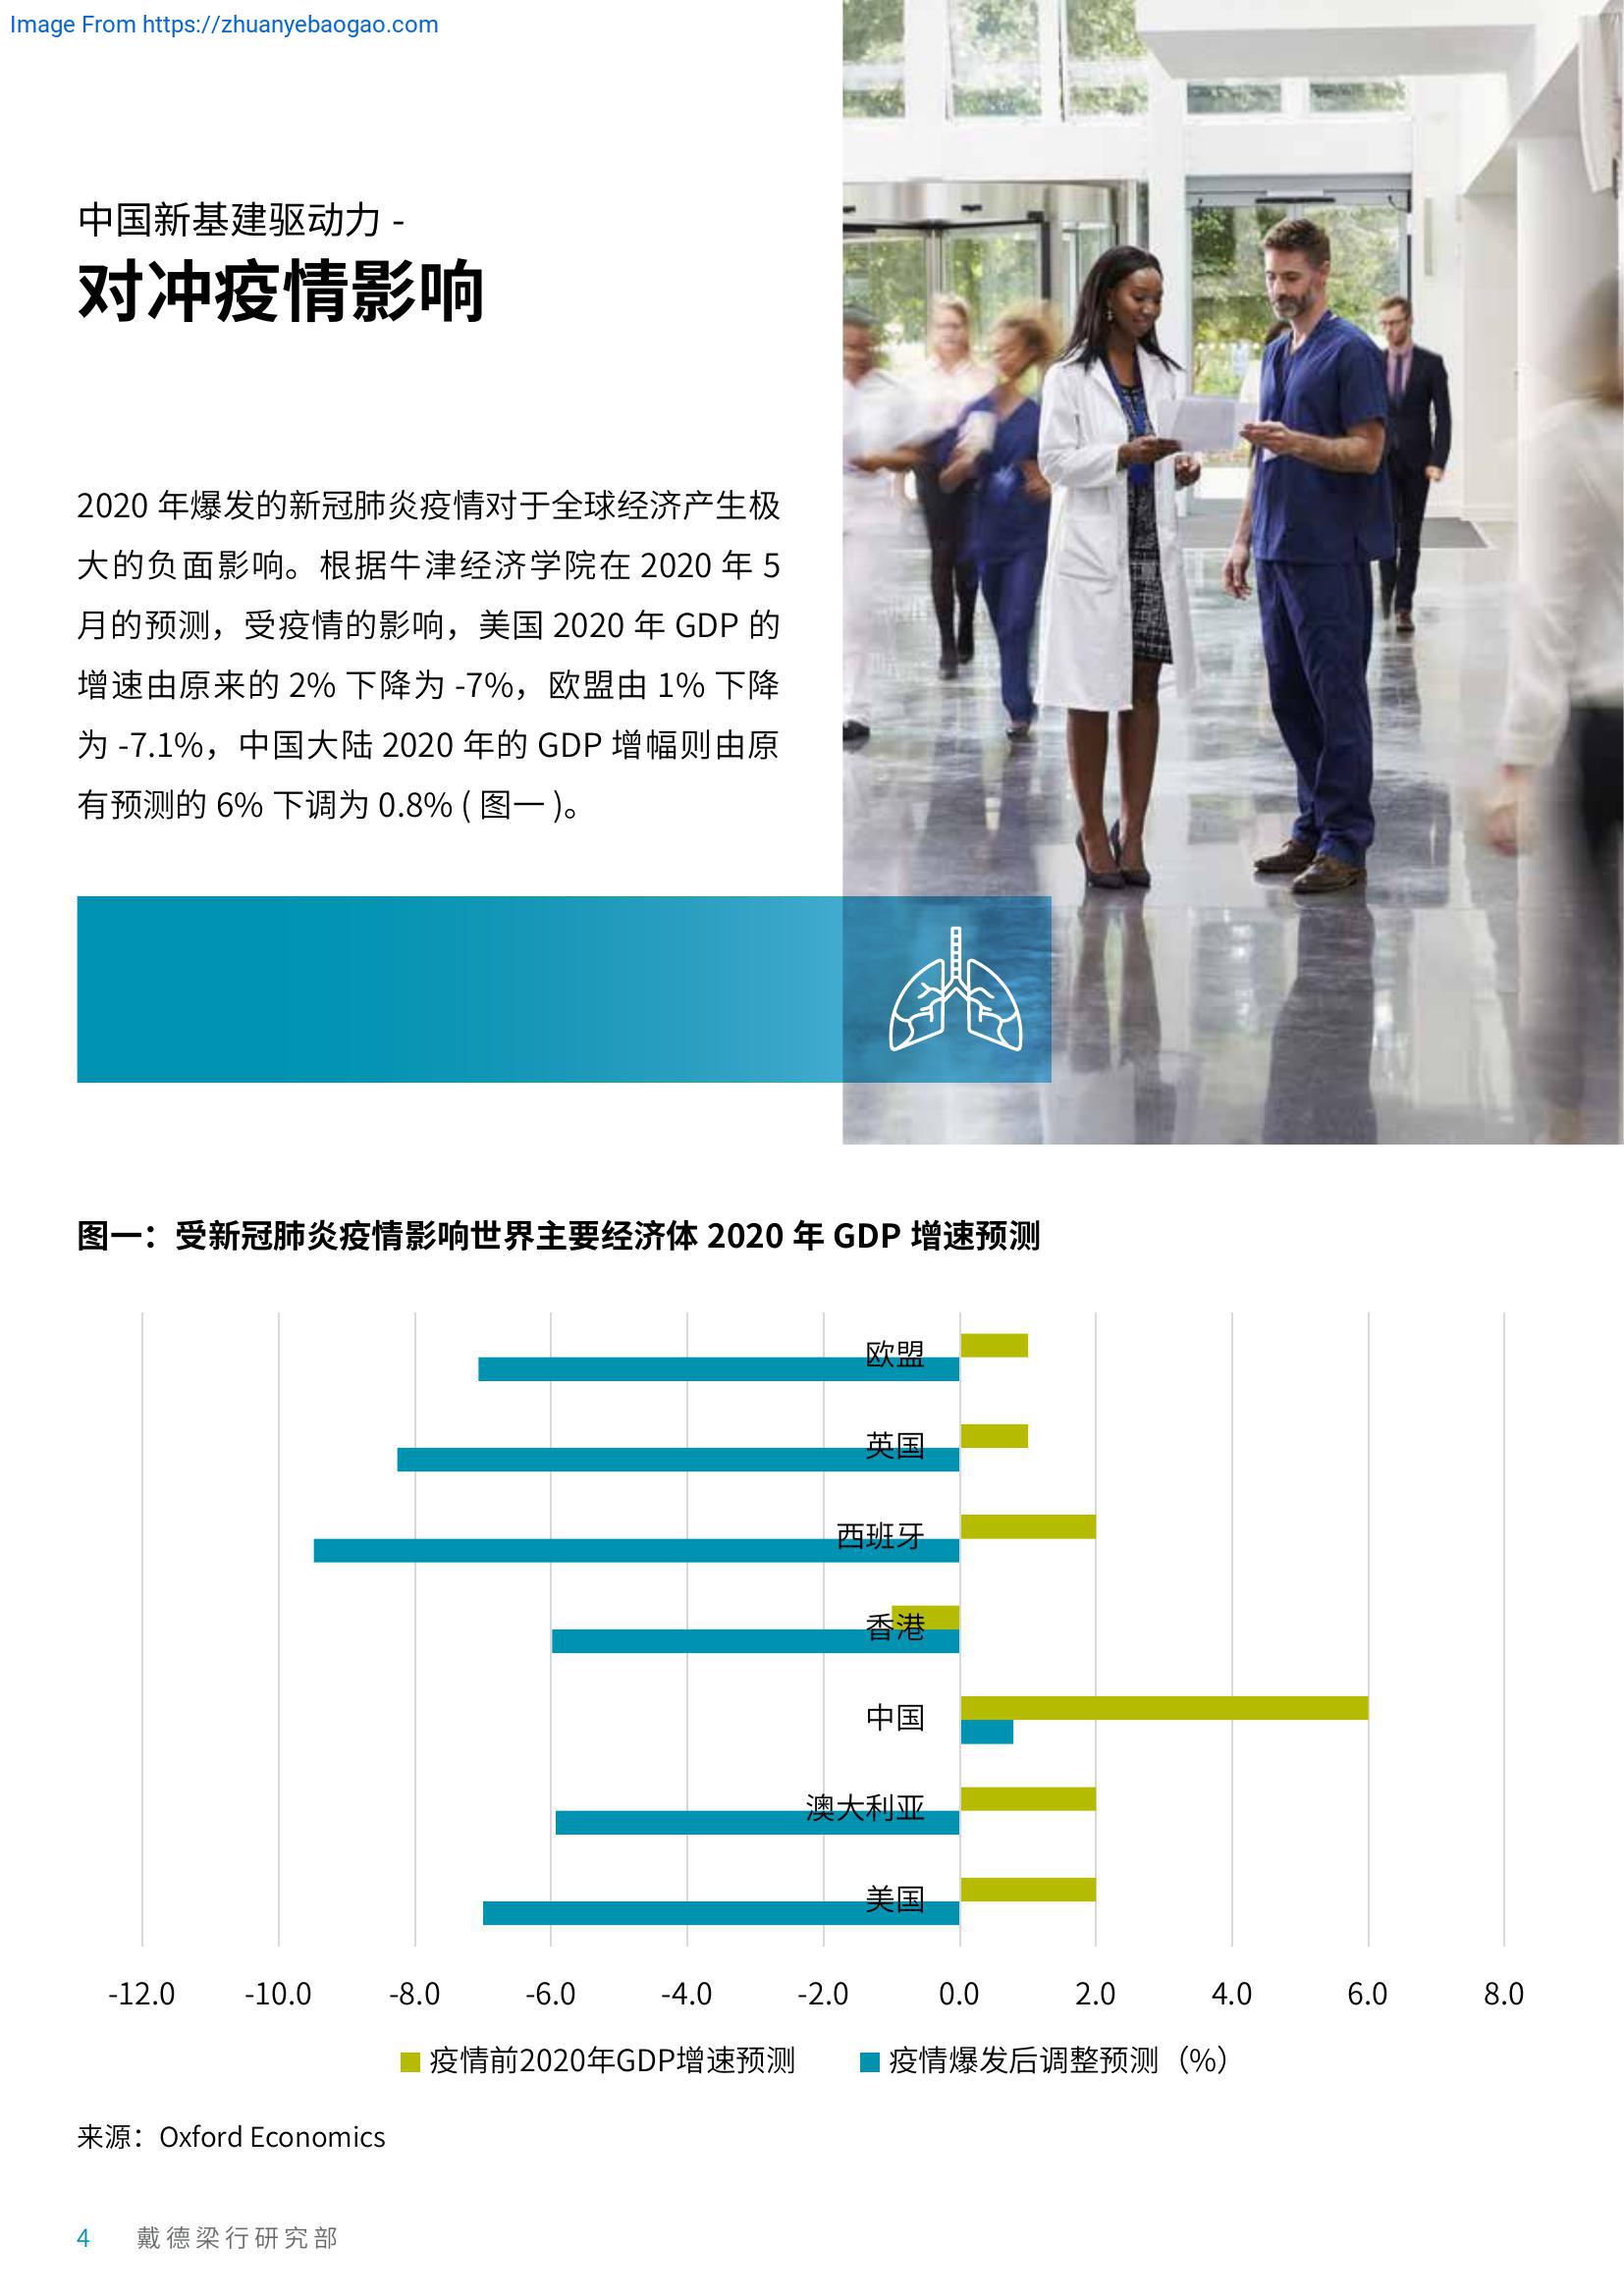 Image From https://zhuanyebaogao.com
中国新基建驱动力 -
对冲疫情影响
2020 年爆发的新冠肺炎疫情对于全球经济产生极
大的负面影响。根据牛津经济学院在 2020 年 5
月的预测，受疫情的影响，美国 2020 年 GDP 的
增速由原来的 2% 下降为 -7%，欧盟由 1% 下降
为 -7.1%，中国大陆 2020 年的 GDP 增幅则由原
有预测的 6% 下调为 0.8% ( 图一 )。
图一：受新冠肺炎疫情影响世界主要经济体 2020 年 GDP 增速预测
欧盟
英国
西班牙
香港
中国
澳大利亚
美国
-12.0 -10.0 -8.0 -6.0 -4.0 -2.0 0.0 2.0 4.0 6.0 8.0
疫情前2020年GDP增速预测 疫情爆发后调整预测（%）
来源：Oxford Economics
4 戴德梁行研究部